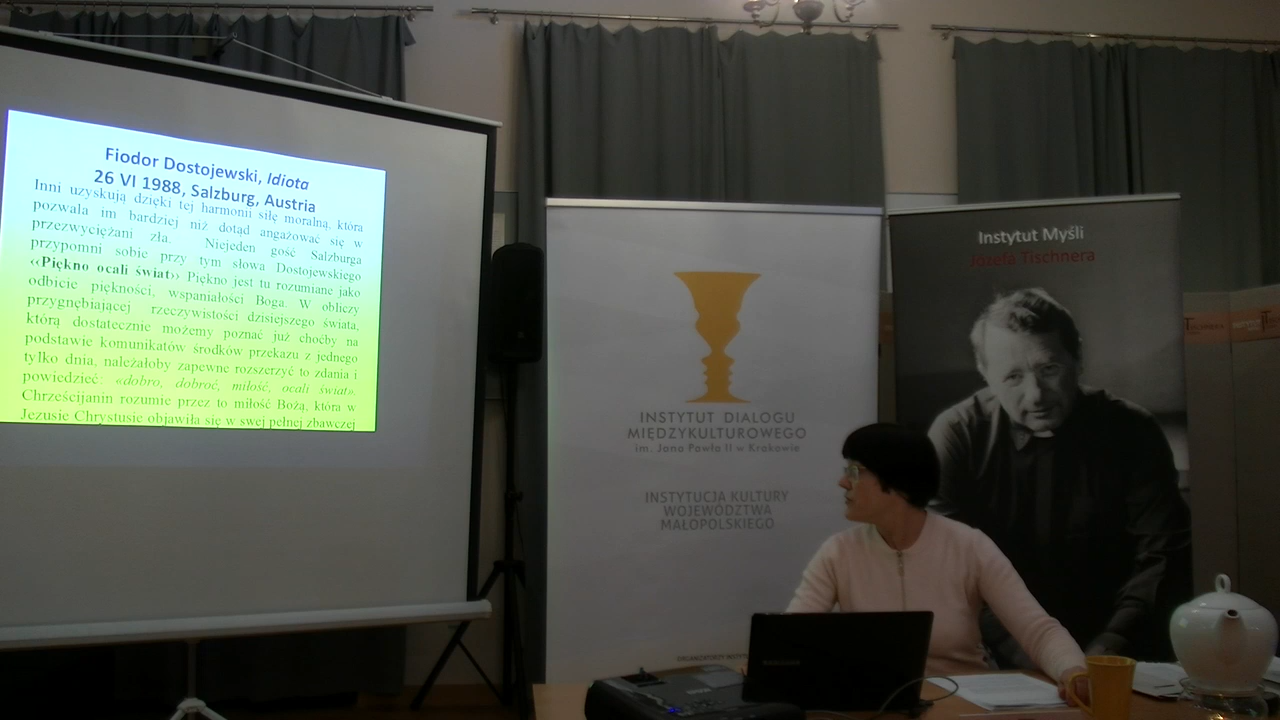 Fiodor Dostojewski, Idiota
26 VI 1988, Salzburg, Austria
Inni uzyskują dzięki tej harmonii siłę moralną, która
pozwala im bardziej niż dotąd angażować się w
przezwyciężani zła. Niejeden gość Salzburga
przypomni sobie przy tym słowa Dostojewskiego
‹‹Piękno ocali świat›› Piękno jest tu rozumiane jako
odbicie piękności, wspaniałości Boga. W obliczy
przygnębiającej rzeczywistości dzisiejszego świata,
którą dostatecznie możemy poznać już choćby na
podstawie komunikatów środków przekazu z jednego
tylko dnia, należałoby zapewne rozszerzyć to zdania i
powiedzieć: «dobro, dobroć, miłość, ocali świat».
Chrześcijanin rozumie przez to miłość Bożą, która w
Jezusie Chrystusie objawiła się w swej pełnej zbawczej
INSTYTUT DIALOGU
MIĘDZYKULTUROWEGO
im. Jana Pawła II w Krakowie
INSTYTUCJA KULTURY
WOJEWÓDZTWA
MAŁOPOLSKIEGO
Instytut Myśli
Józefa Tischnera